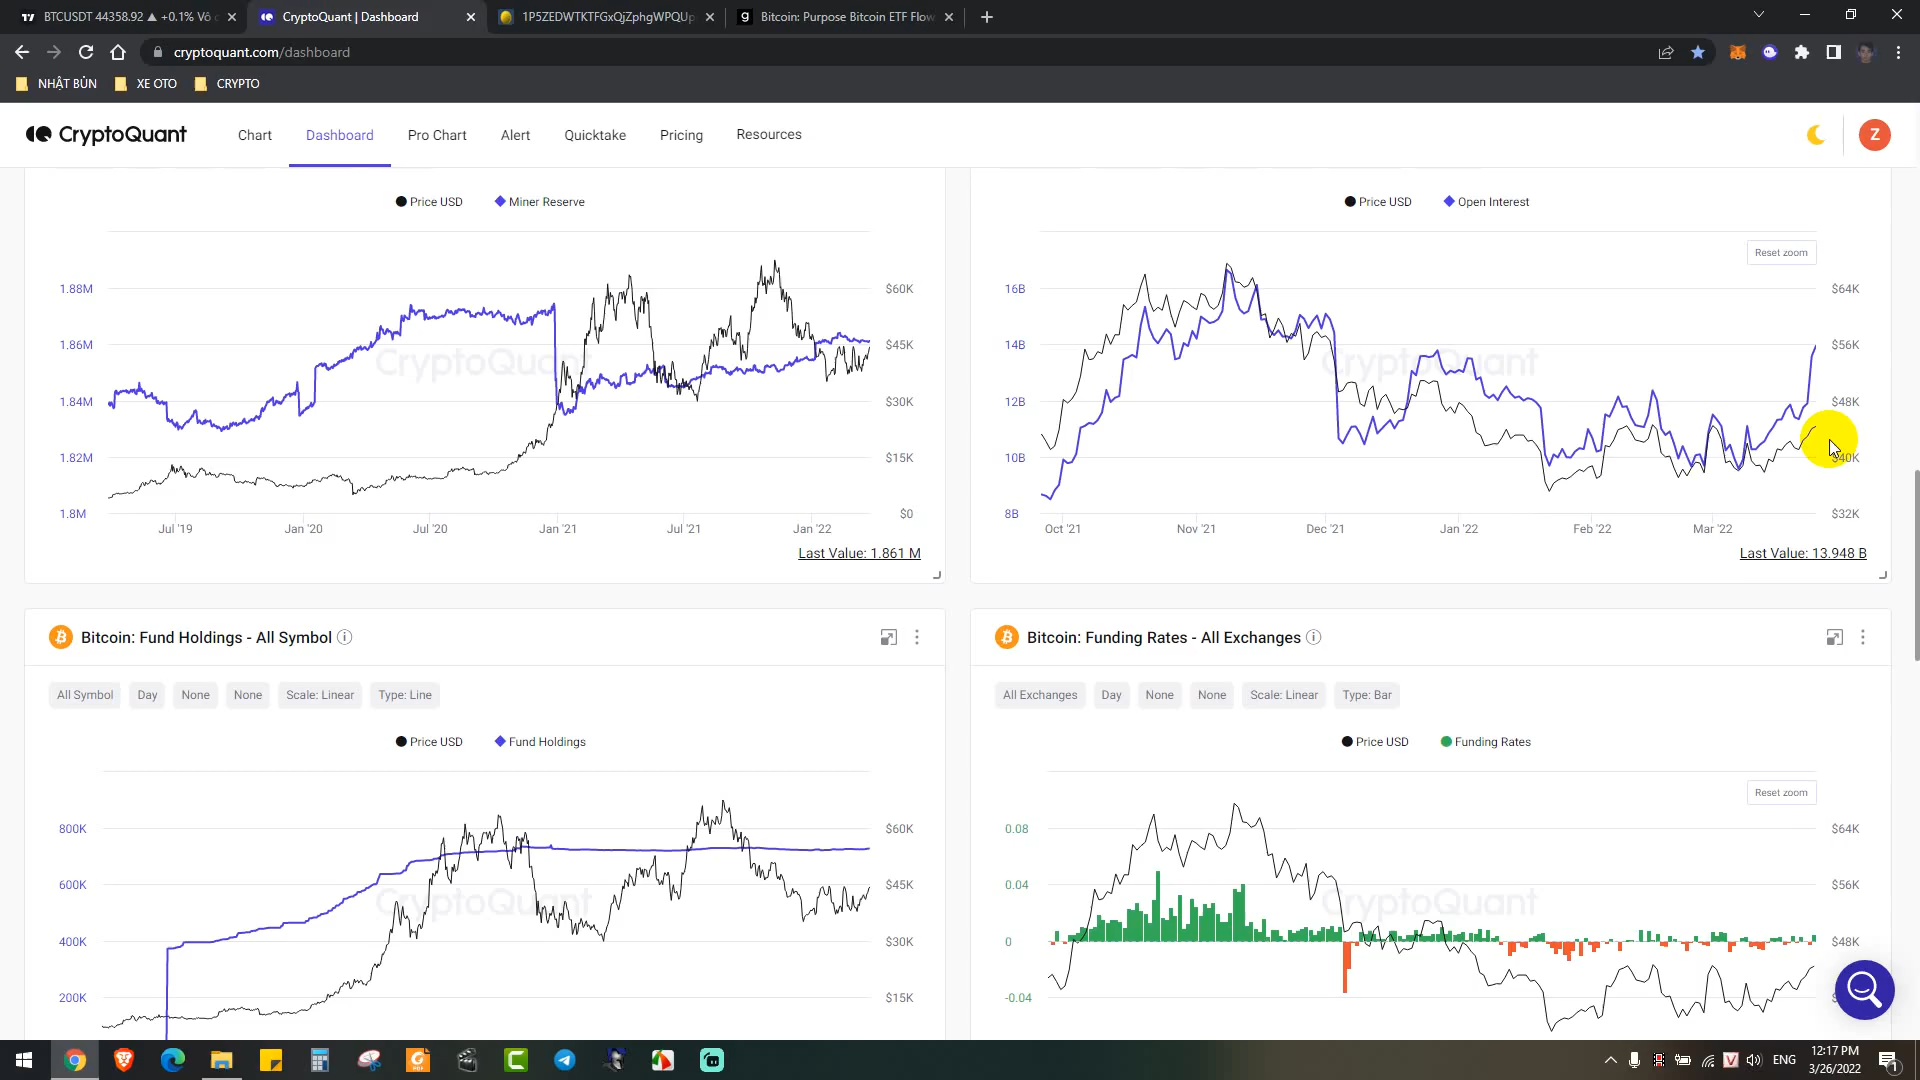 BTCUSDT 44358.92 ▲ +0.1% Vô
CryptoQuant | Dashboard
1P5ZEDWTKTFGxQjZphgWPQUp
Bitcoin: Purpose Bitcoin ETF Flow
cryptoquant.com/dashboard
NHẬT BỦN
XE OTO
CRYPTO
CryptoQuant
Chart
Dashboard
Pro Chart
Alert
Quicktake
Pricing
Resources
Z
Price USD
Miner Reserve
1.88M
1.86M
1.84M
1.82M
1.8M
$60K
$45K
$30K
$15K
$0
CryptoQuant
Jul '19
Jan '20
Jul '20
Jan '21
Jul '21
Jan '22
Last Value: 1.861 M
Price USD
Open Interest
Reset zoom
16B
14B
12B
10B
8B
$64K
$56K
$48K
$40K
$32K
CryptoQuant
Oct '21
Nov '21
Dec '21
Jan '22
Feb '22
Mar '22
Last Value: 13.948 B
Bitcoin: Fund Holdings - All Symbol
All Symbol
Day
None
None
Scale: Linear
Type: Line
Price USD
Fund Holdings
800K
600K
400K
200K
$60K
$45K
$30K
$15K
CryptoQuant
Bitcoin: Funding Rates - All Exchanges
All Exchanges
Day
None
None
Scale: Linear
Type: Bar
Price USD
Funding Rates
Reset zoom
0.08
0.04
0
-0.04
$64K
$56K
$48K
CryptoQuant
ENG
12:17 PM
3/26/2022
1